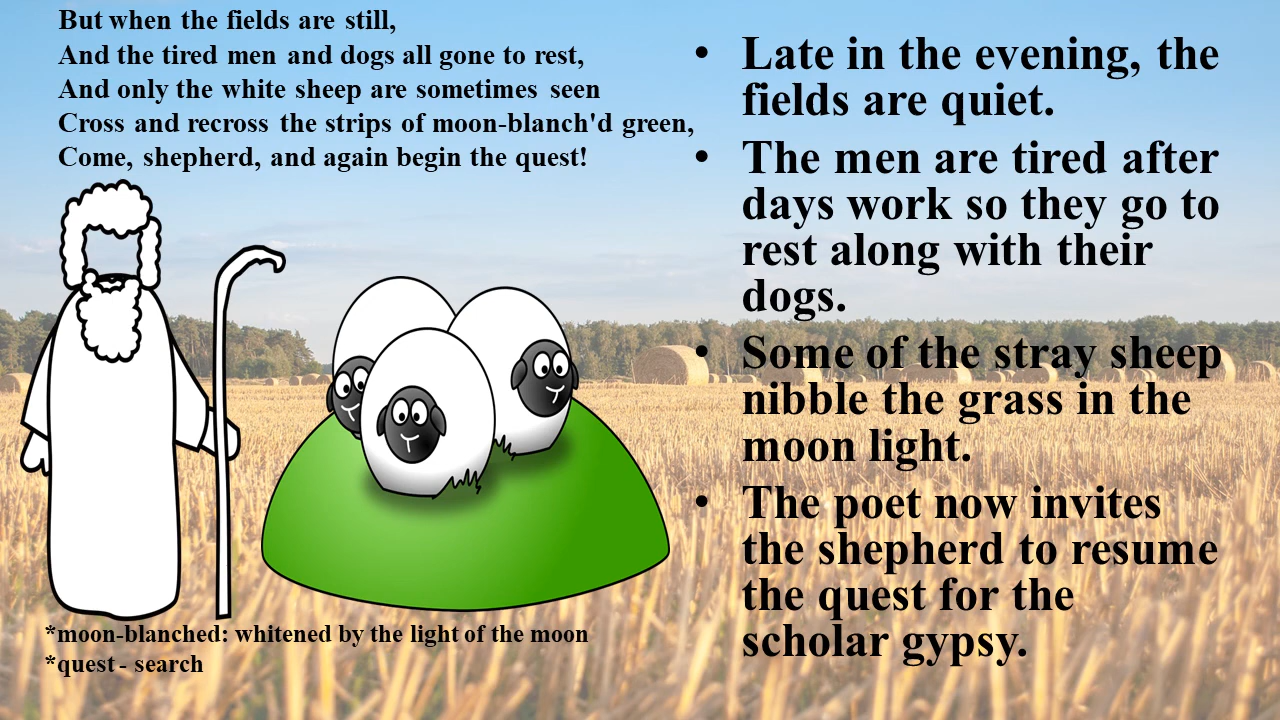 But when the fields are still,
And the tired men and dogs all gone to rest,
And only the white sheep are sometimes seen
Cross and recross the strips of moon-blanch'd green,
Come, shepherd, and again begin the quest!
*moon-blanched: whitened by the light of the moon
*quest - search
• Late in the evening, the
fields are quiet.
• The men are tired after
days work so they go to
rest along with their
dogs.
• Some of the stray sheep
nibble the grass in the
moon light.
• The poet now invites
the shepherd to resume
the quest for the
scholar gypsy.